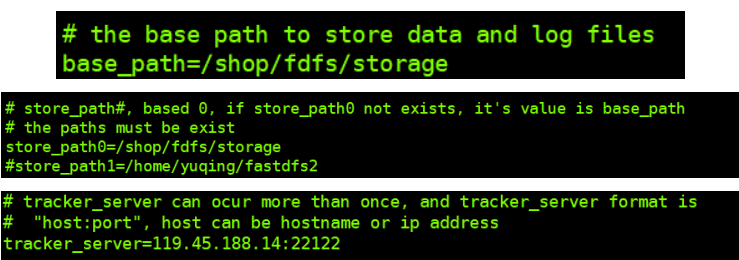 # the base path to store data and log files
base_path=/shop/fdfs/storage
# store_path#, based 0, if store_path0 not exists, it's value is base_path
# the paths must be exist
store_path0=/shop/fdfs/storage
#store_path1=/home/yuqing/fastdfs2
# tracker_server can ocur more than once, and tracker_server format is
#  "host:port", host can be hostname or ip address
tracker_server=119.45.188.14:22122